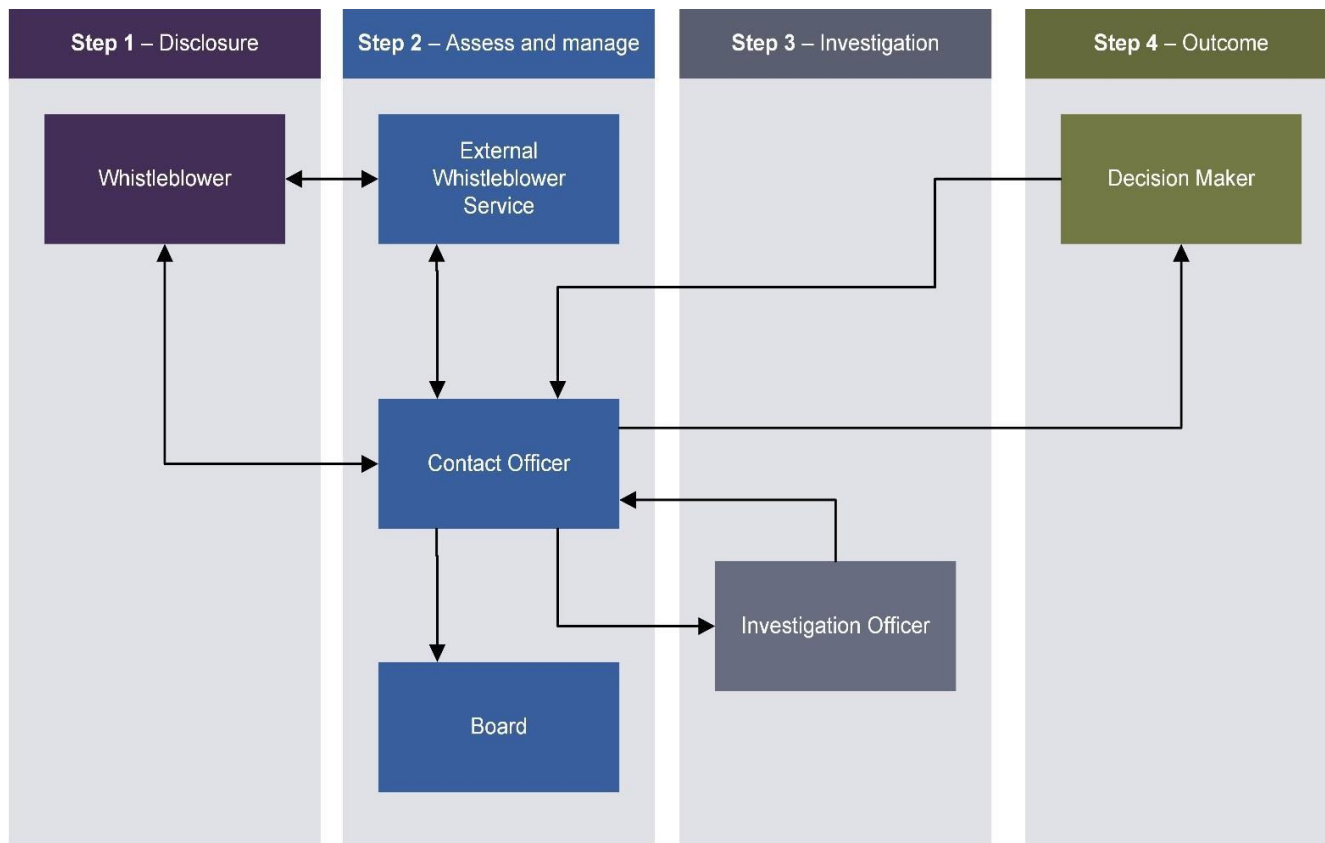 Step 1 – Disclosure
Step 2 – Assess and manage
Step 3 – Investigation
Step 4 – Outcome
Whistleblower
External
Whistleblower
Service
Decision Maker
Contact Officer
Investigation Officer
Board